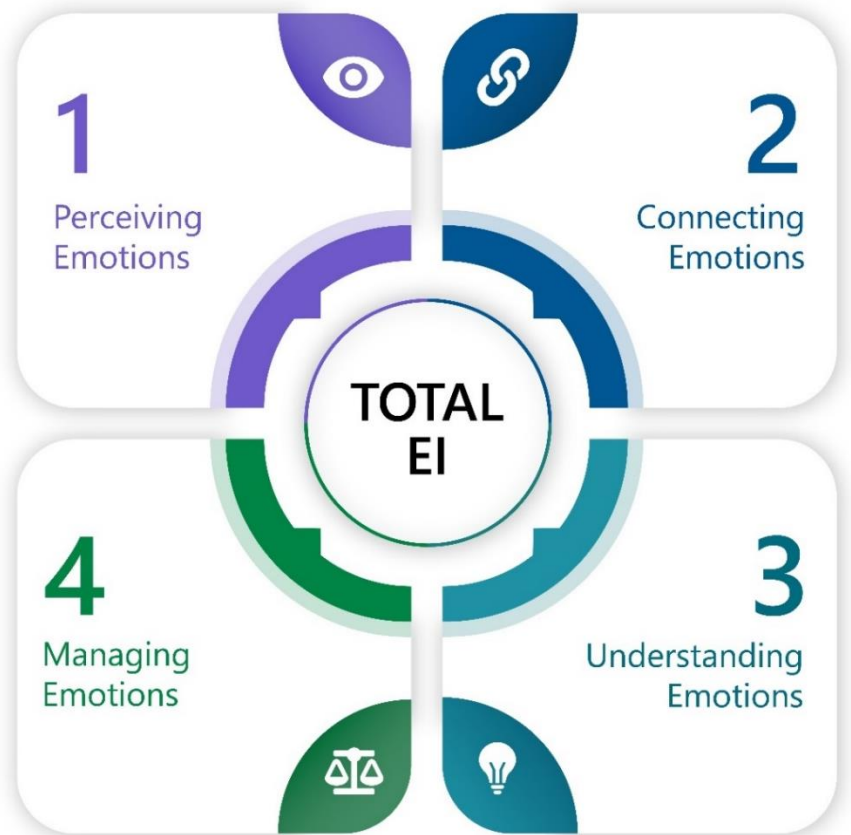 1
Perceiving
Emotions
2
Connecting
Emotions
TOTAL
EI
4
Managing
Emotions
3
Understanding
Emotions